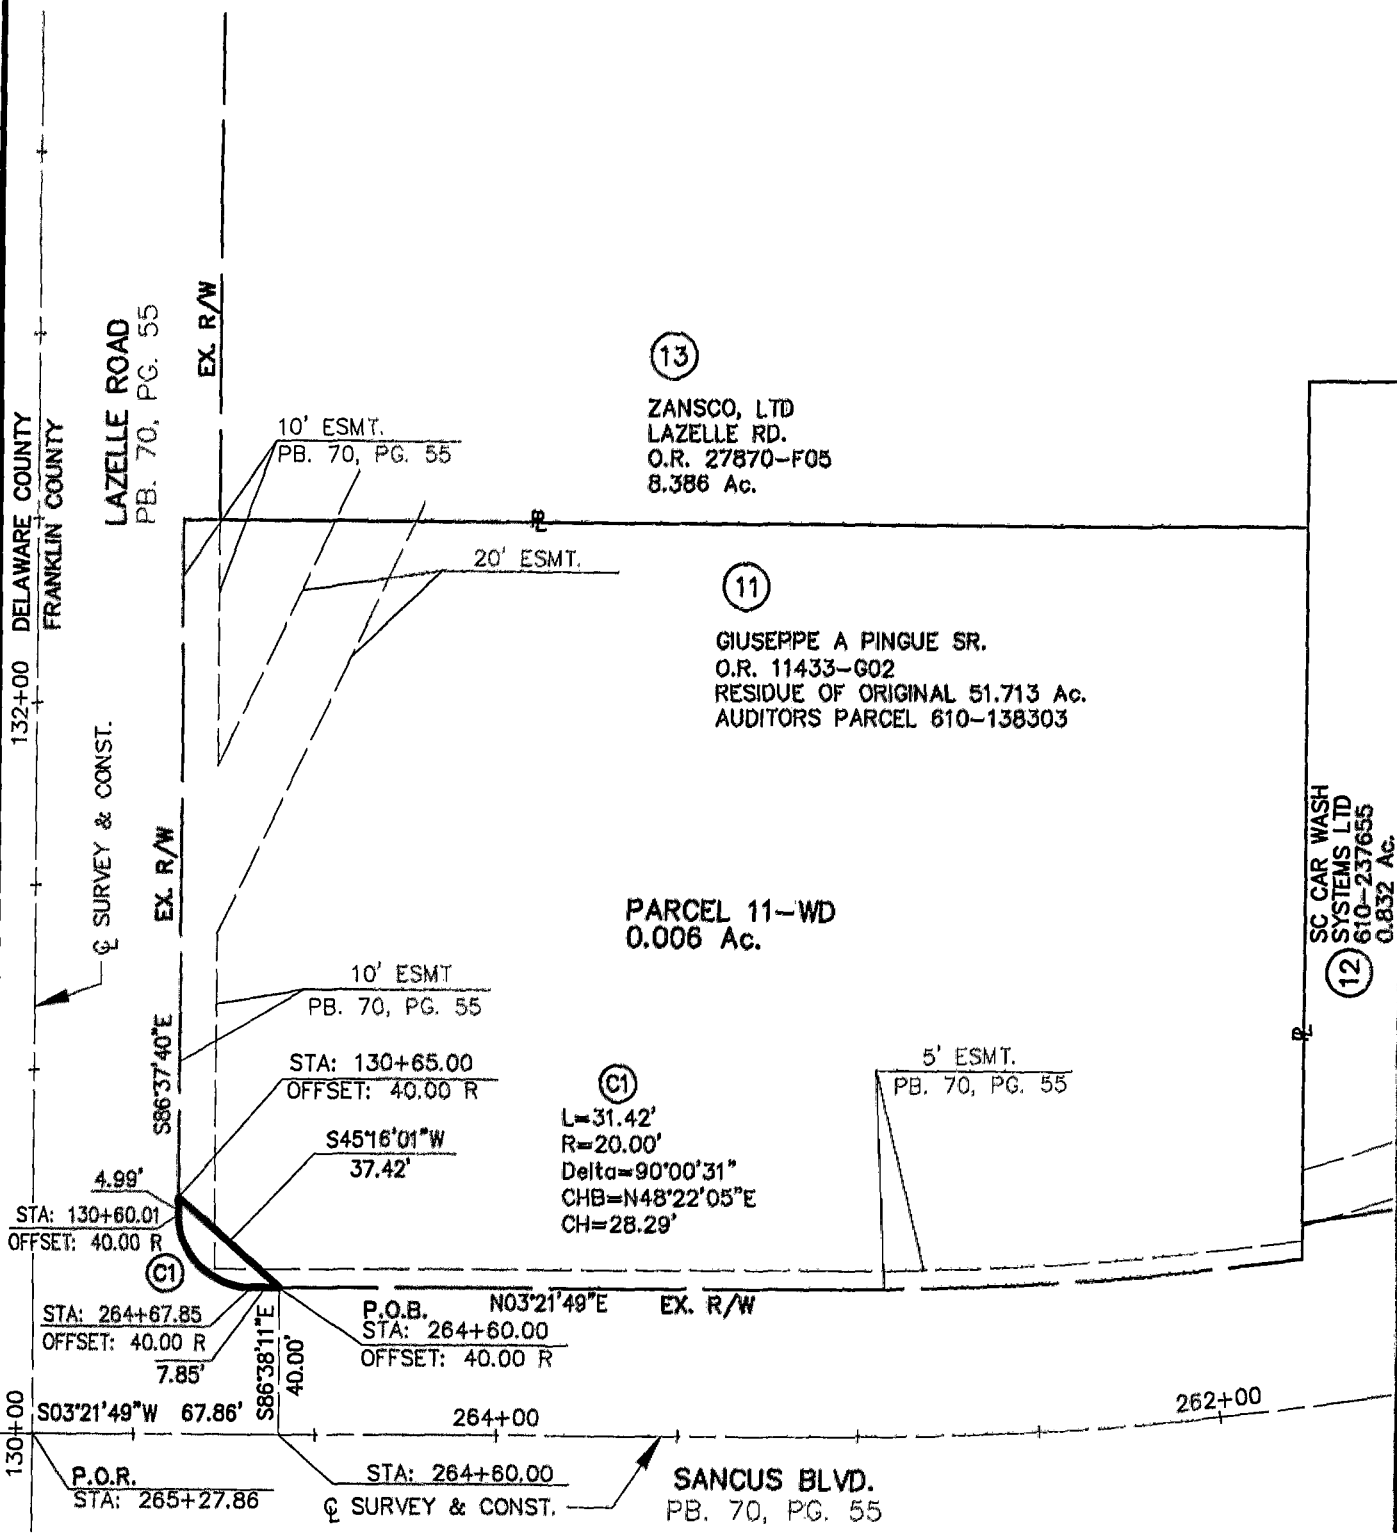 EX. R/W
LAZELLE ROAD
PB. 70, PG. 55
DELAWARE COUNTY
FRANKLIN COUNTY
132+00
10' ESMT.
PB. 70, PG. 55
13
ZANSCO, LTD
LAZELLE RD.
O.R. 27870-F05
8.386 Ac.
PL
20' ESMT.
11
GIUSEPPE A PINGUE SR.
O.R. 11433-G02
RESIDUE OF ORIGINAL 51.713 Ac.
AUDITORS PARCEL 610-138303
℄ SURVEY & CONST.
EX. R/W
PARCEL 11-WD
0.006 Ac.
SC CAR WASH
SYSTEMS LTD
610-237655
0.832 Ac.
12
PL
10' ESMT
PB. 70, PG. 55
S86°37'40"E
STA: 130+65.00
OFFSET: 40.00 R
S45°16'01"W
37.42'
C1
L=31.42'
R=20.00'
Delta=90°00'31"
CHB=N48°22'05"E
CH=28.29'
5' ESMT.
PB. 70, PG. 55
4.99'
STA: 130+60.01
OFFSET: 40.00 R
C1
STA: 264+67.85
OFFSET: 40.00 R
7.85'
S86°38'11"E
40.00'
P.O.B.
STA: 264+60.00
OFFSET: 40.00 R
N03°21'49"E
EX. R/W
130+00
S03°21'49"W 67.86'
264+00
262+00
P.O.R.
STA: 265+27.86
STA: 264+60.00
℄ SURVEY & CONST.
SANCUS BLVD.
PB. 70, PG. 55